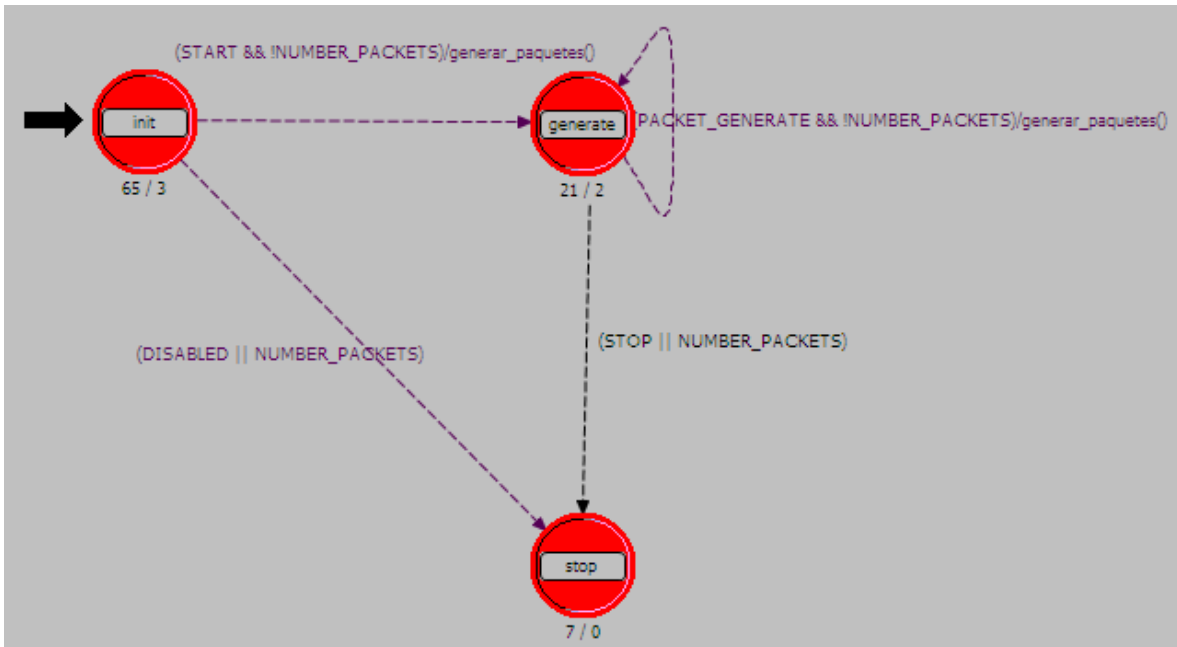 (START && !NUMBER_PACKETS)/generar_paquetes()
init
generate
PACKET_GENERATE && !NUMBER_PACKETS)/generar_paquetes()
65 / 3
21 / 2
(STOP || NUMBER_PACKETS)
(DISABLED || NUMBER_PACKETS)
stop
7 / 0